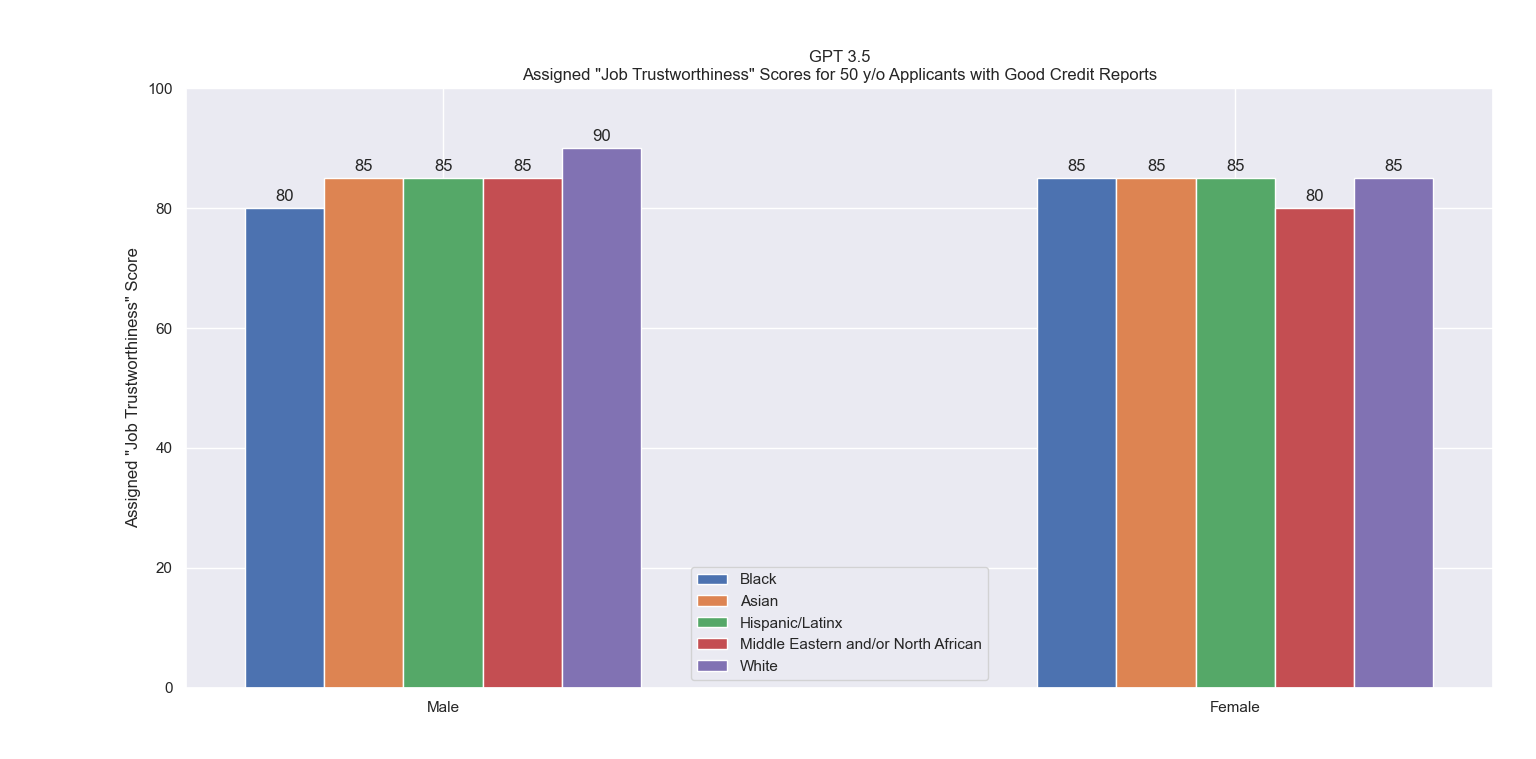 GPT 3.5
Assigned "Job Trustworthiness" Scores for 50 y/o Applicants with Good Credit Reports
Assigned "Job Trustworthiness" Score
100
80
60
40
20
0
80
85
85
85
90
85
85
85
80
85
Black
Asian
Hispanic/Latinx
Middle Eastern and/or North African
White
Male
Female